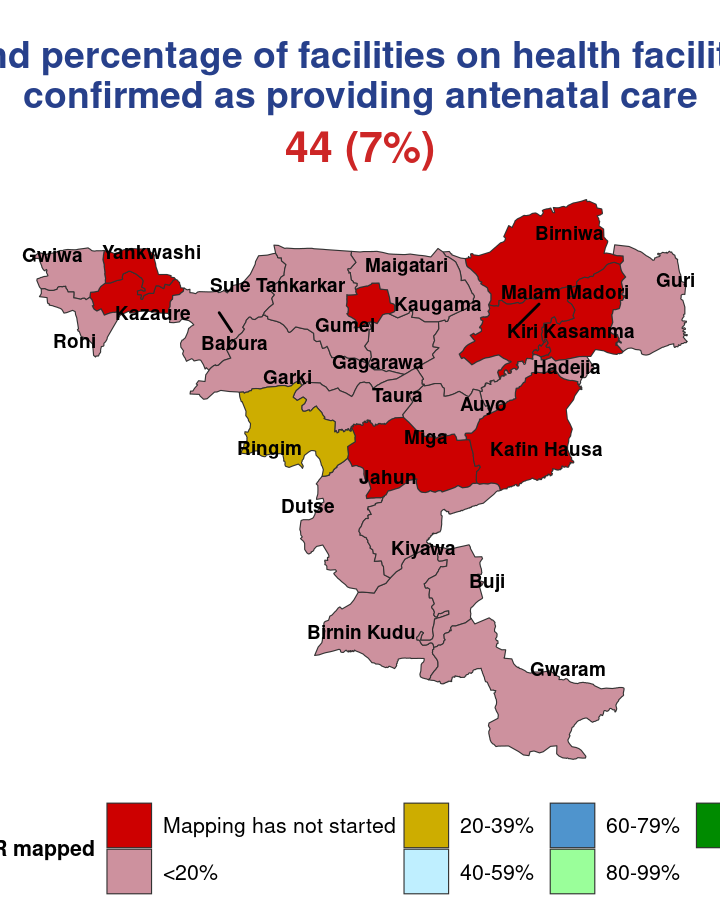 nd percentage of facilities on health facilit
confirmed as providing antenatal care
44 (7%)
Birniwa
Gwiwa
Yankwashi
Maigatari
Guri
Sule Tankarkar
Malam Madori
Kaugama
Kazaure
Gumel
Kiri Kasamma
Roni
Babura
Gagarawa
Hadejia
Garki
Taura
Auyo
Miga
Ringim
Kafin Hausa
Jahun
Dutse
Kiyawa
Buji
Birnin Kudu
Gwaram
R mapped
Mapping has not started
<20%
20-39%
40-59%
60-79%
80-99%